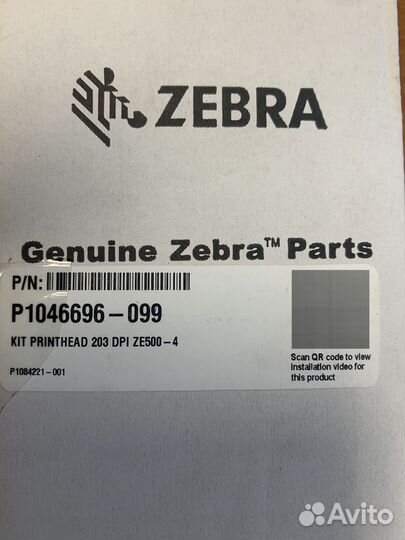 ZEBRA
Genuine Zebra™ Parts
P/N:
P1046696-099
KIT PRINTHEAD 203 DPI ZE500-4
P1084221-001
Scan QR code to view
installation video for
this product
Avito